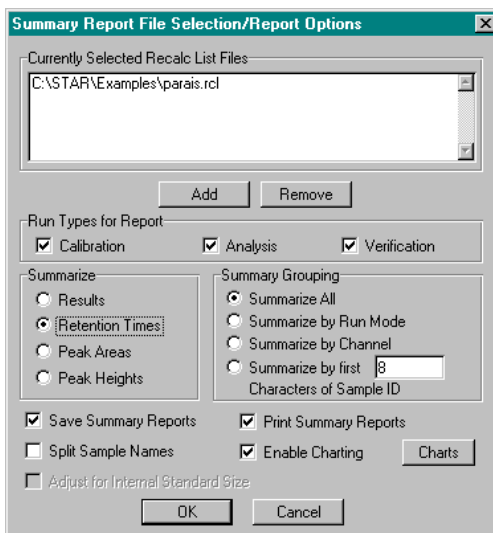 Summary Report File Selection/Report Options
Currently Selected Recalc List Files
C:\STAR\Examples\parais.rcl
Add Remove
Run Types for Report
Calibration Analysis Verification
Summarize
Results
Retention Times
Peak Areas
Peak Heights
Summary Grouping
Summarize All
Summarize by Run Mode
Summarize by Channel
Summarize by first 8
Characters of Sample ID
Save Summary Reports Print Summary Reports
Split Sample Names Enable Charting Charts
Adjust for Internal Standard Size
OK Cancel